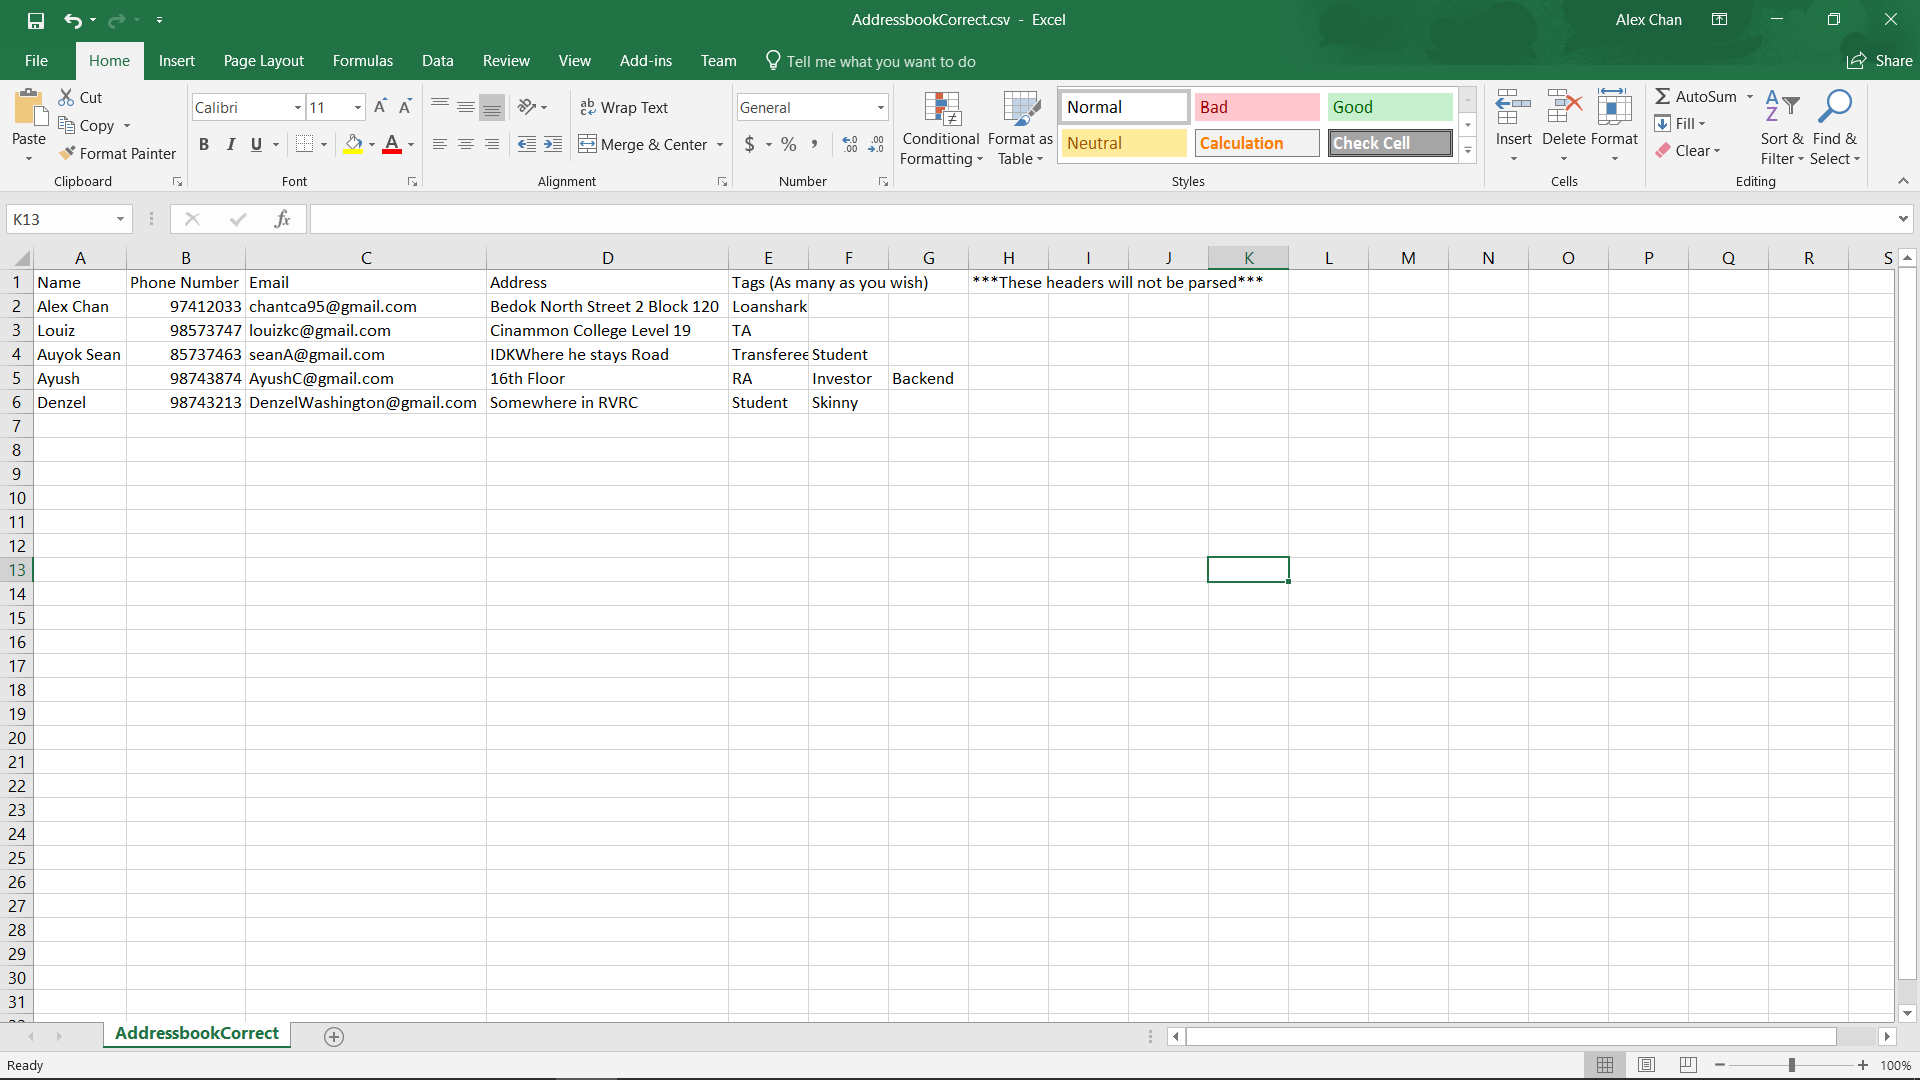 AddressbookCorrect.csv - Excel
Alex Chan
File Home Insert Page Layout Formulas Data Review View Add-ins Team Tell me what you want to do Share
Paste
Cut
Copy
Format Painter
Clipboard
Calibri 11
B I U
Font
Wrap Text
Merge & Center
Alignment
General
$ % ,
Number
Conditional Formatting
Format as Table
Normal Bad Good
Neutral Calculation Check Cell
Styles
Insert Delete Format
Cells
AutoSum
Fill
Clear
Sort & Filter
Find & Select
Editing
K13
fx
A B C D E F G H I J K L M N O P Q R S
1 Name Phone Number Email Address Tags (As many as you wish) ***These headers will not be parsed***
2 Alex Chan 97412033 chantca95@gmail.com Bedok North Street 2 Block 120 Loanshark
3 Louiz 98573747 louizkc@gmail.com Cinammon College Level 19 TA
4 Auyok Sean 85737463 seanA@gmail.com IDKWhere he stays Road Transferee Student
5 Ayush 98743874 AyushC@gmail.com 16th Floor RA Investor Backend
6 Denzel 98743213 DenzelWashington@gmail.com Somewhere in RVRC Student Skinny
7
8
9
10
11
12
13
14
15
16
17
18
19
20
21
22
23
24
25
26
27
28
29
30
31
AddressbookCorrect
Ready
100%